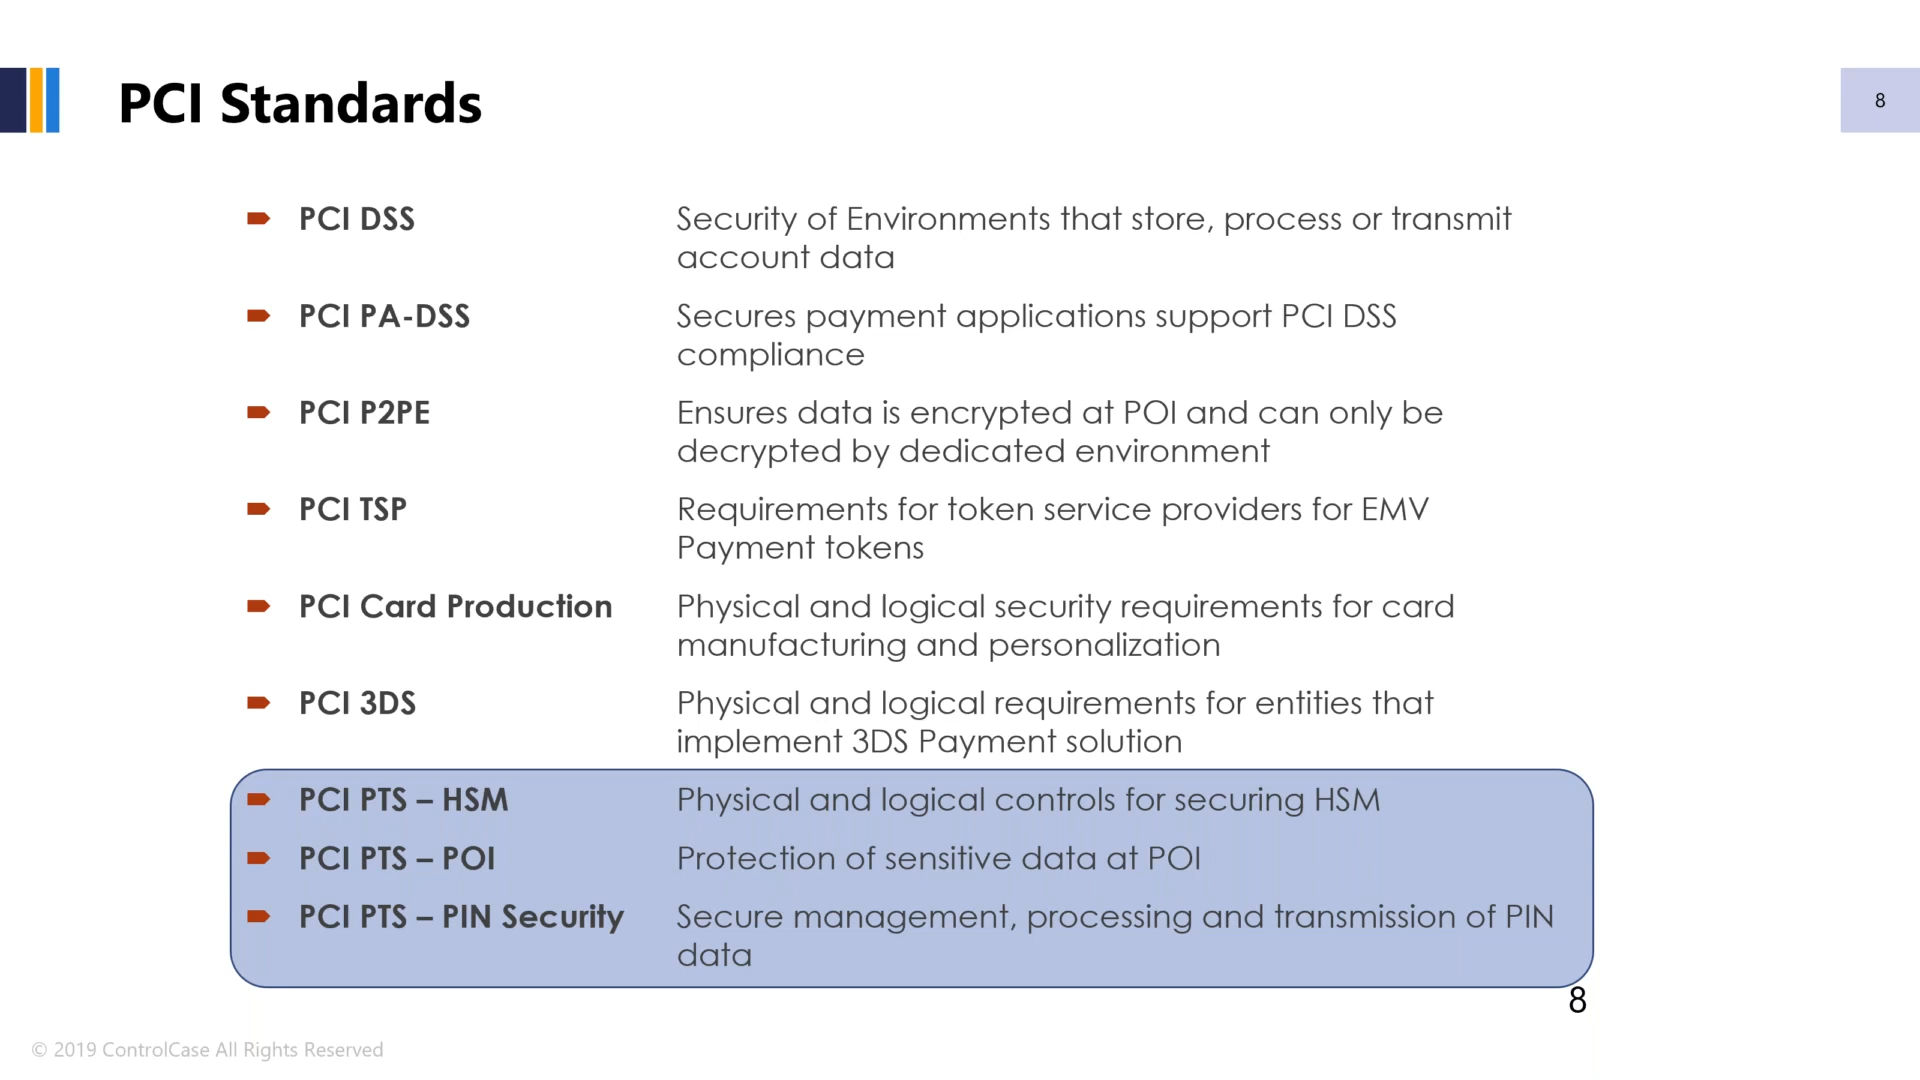 PCI Standards
8
PCI DSS Security of Environments that store, process or transmit
account data
PCI PA-DSS Secures payment applications support PCI DSS
compliance
PCI P2PE Ensures data is encrypted at POI and can only be
decrypted by dedicated environment
PCI TSP Requirements for token service providers for EMV
Payment tokens
PCI Card Production Physical and logical security requirements for card
manufacturing and personalization
PCI 3DS Physical and logical requirements for entities that
implement 3DS Payment solution
PCI PTS – HSM Physical and logical controls for securing HSM
PCI PTS – POI Protection of sensitive data at POI
PCI PTS – PIN Security Secure management, processing and transmission of PIN
data
8
© 2019 ControlCase All Rights Reserved